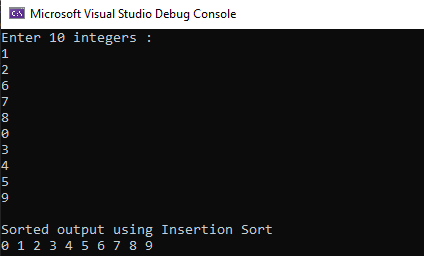 Microsoft Visual Studio Debug Console
Enter 10 integers :
1
2
6
7
8
0
3
4
5
9
Sorted output using Insertion Sort
0 1 2 3 4 5 6 7 8 9